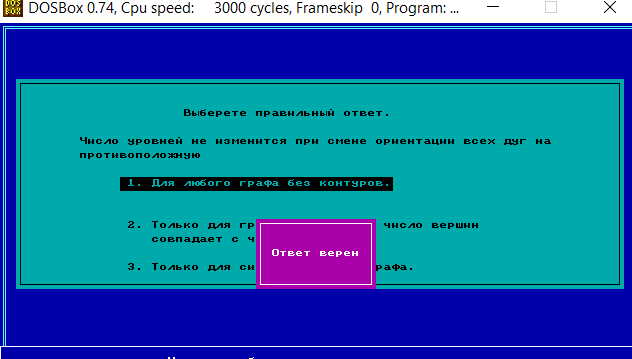 DOSBox 0.74, Cpu speed: 3000 cycles, Frameskip 0, Program: ...
Выберете правильный ответ.
Число уровней не изменится при смене ориентации всех дуг на
противоположную
1. Для любого графа без контуров.
2. Только для гр число вершин
совпадает с ч
Ответ верен
3. Только для си рафа.